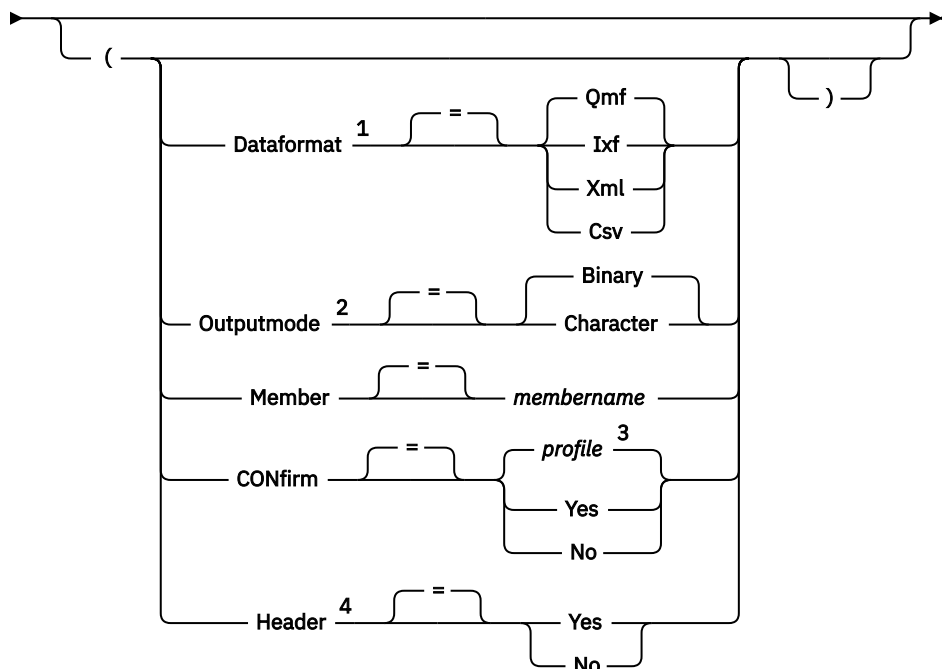 (
)
Dataformat 1 = Qmf
Ixf
Xml
Csv
Outputmode 2 = Binary
Character
Member = membername
CONfirm = profile 3
Yes
No
Header 4 = Yes
No